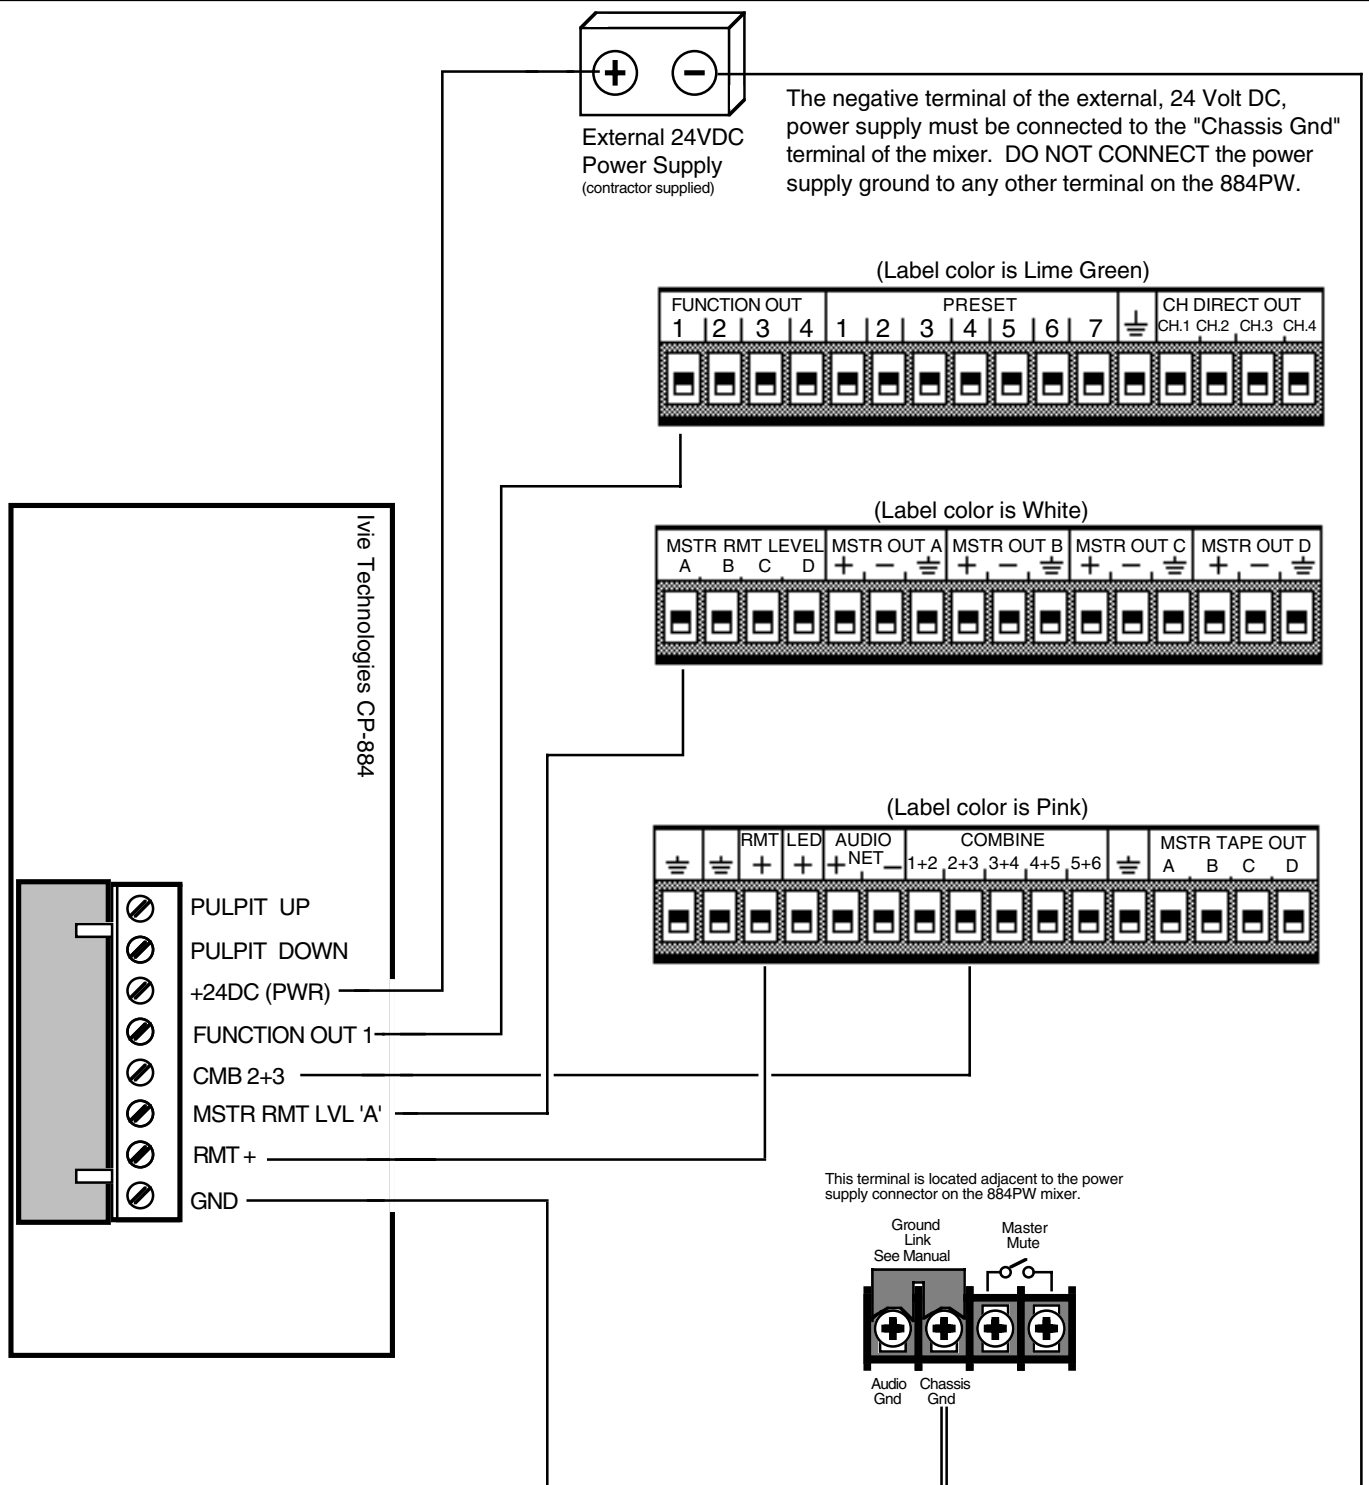 External 24VDC
Power Supply
(contractor supplied)
The negative terminal of the external, 24 Volt DC,
power supply must be connected to the "Chassis Gnd"
terminal of the mixer. DO NOT CONNECT the power
supply ground to any other terminal on the 884PW.
(Label color is Lime Green)
FUNCTION OUT PRESET CH DIRECT OUT
1 2 3 4 1 2 3 4 5 6 7 CH.1 CH.2 CH.3 CH.4
(Label color is White)
MSTR RMT LEVEL MSTR OUT A MSTR OUT B MSTR OUT C MSTR OUT D
A B C D + − + − + − + −
Ivie Technologies CP-884
(Label color is Pink)
RMT LED AUDIO COMBINE MSTR TAPE OUT
+ + + NET − 1+2 2+3 3+4 4+5 5+6 A B C D
PULPIT UP
PULPIT DOWN
+24DC (PWR)
FUNCTION OUT 1
CMB 2+3
MSTR RMT LVL 'A'
RMT +
GND
This terminal is located adjacent to the power
supply connector on the 884PW mixer.
Ground
Link
See Manual
Master
Mute
Audio
Gnd
Chassis
Gnd